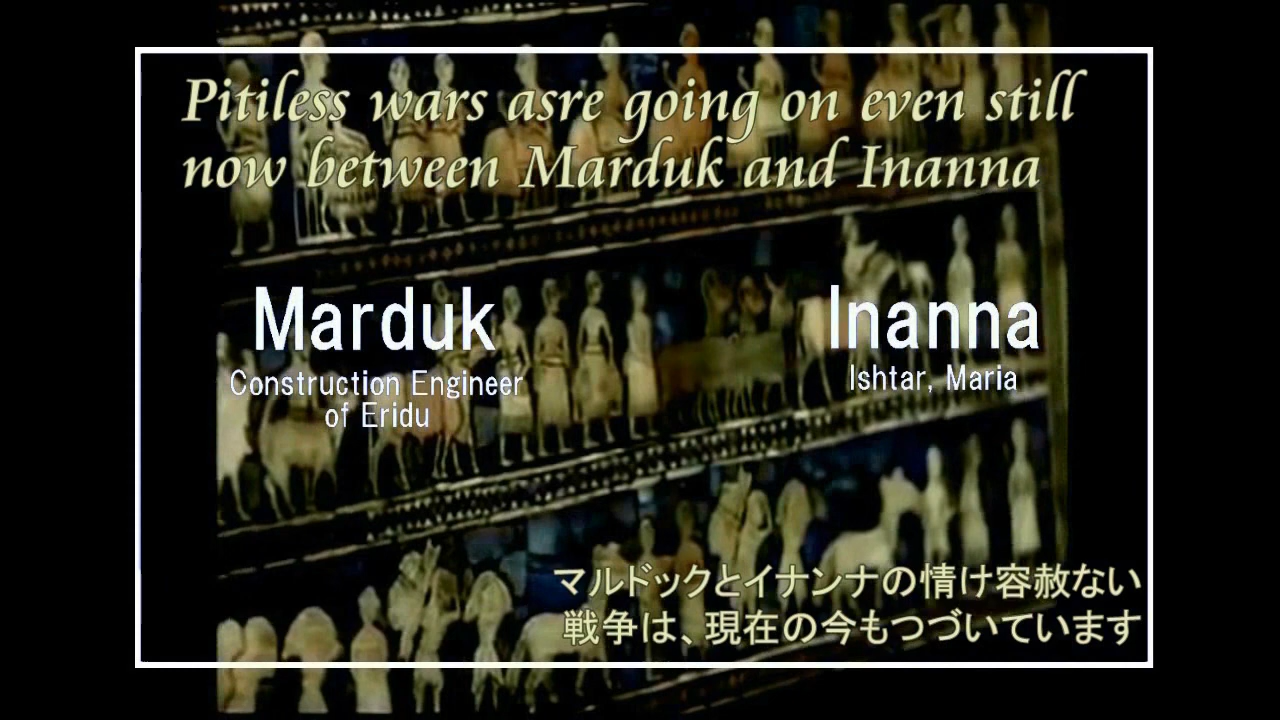 Pitiless wars asre going on even still
now between Marduk and Inanna
Marduk
Construction Engineer
of Eridu
Inanna
Ishtar, Maria
マルドックとイナンナの情け容赦ない
戦争は、現在の今もつづいています